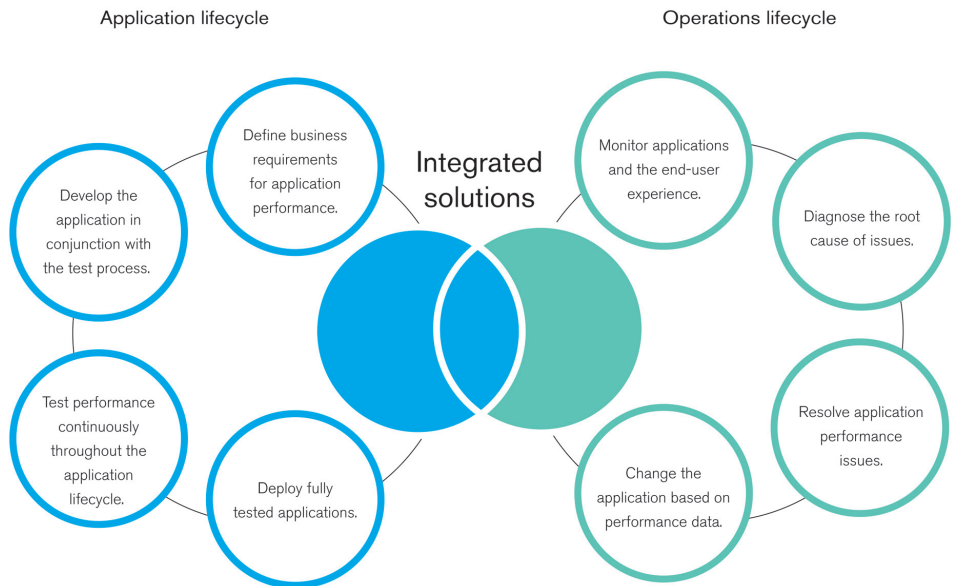 Application lifecycle
Operations lifecycle
Define business
requirements
for application
performance.
Develop the
application in
conjunction with
the test process.
Test performance
continuously
throughout the
application
lifecycle.
Deploy fully
tested applications.
Integrated
solutions
Monitor applications
and the end-user
experience.
Diagnose the root
cause of issues.
Resolve application
performance
issues.
Change the
application based on
performance data.